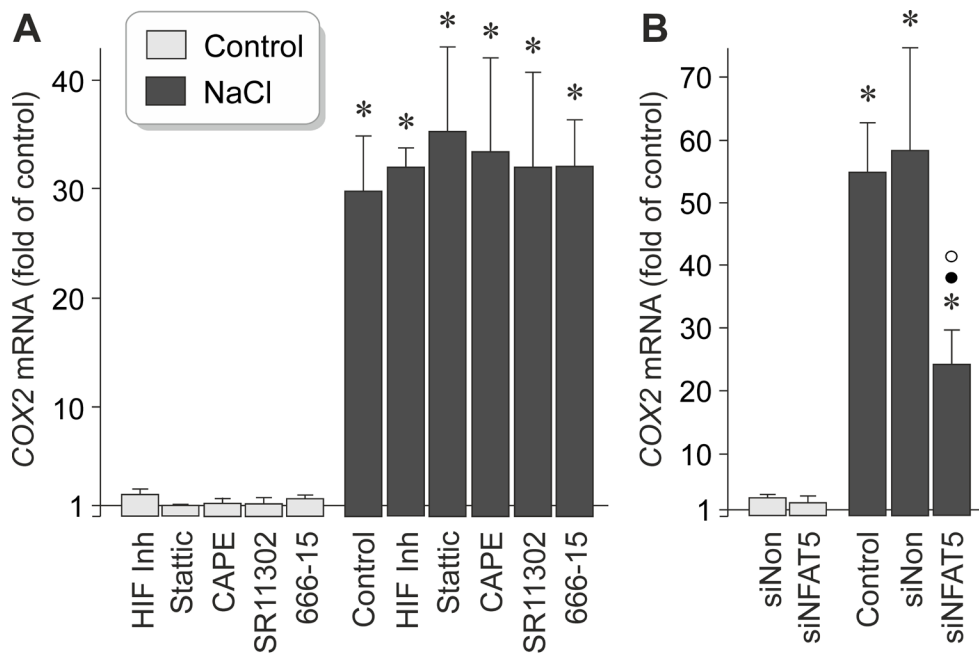 A
Control
NaCl
COX2 mRNA (fold of control)
40
30
20
10
1
HIF Inh
Stattic
CAPE
SR11302
666-15
Control
HIF Inh
Stattic
CAPE
SR11302
666-15
* * * * * *
B
COX2 mRNA (fold of control)
70
60
50
40
30
20
10
1
siNon
siNFAT5
Control
siNon
siNFAT5
* *
○
●
*